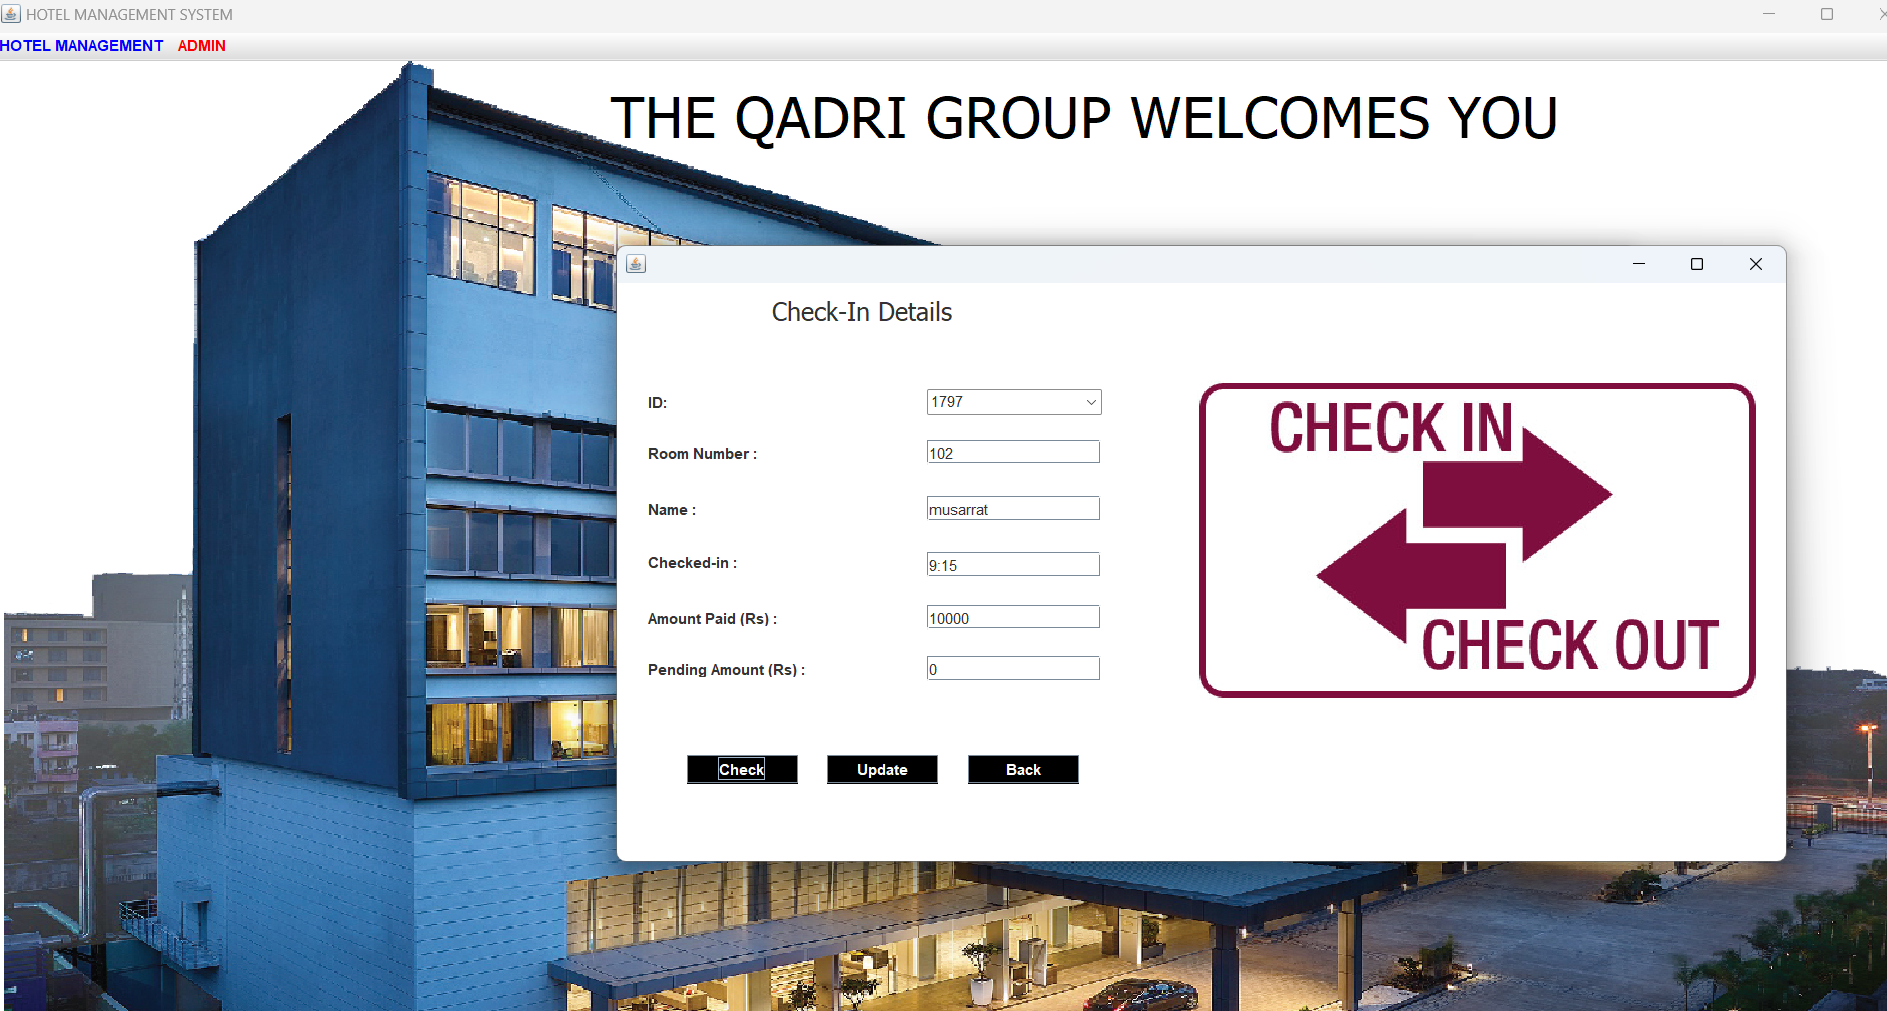 HOTEL MANAGEMENT SYSTEM
HOTEL MANAGEMENT ADMIN
THE QADRI GROUP WELCOMES YOU
Check-In Details
ID: 1797
Room Number : 102
Name : musarrat
Checked-in : 9:15
Amount Paid (Rs) : 10000
Pending Amount (Rs) : 0
Check Update Back
CHECK IN
CHECK OUT